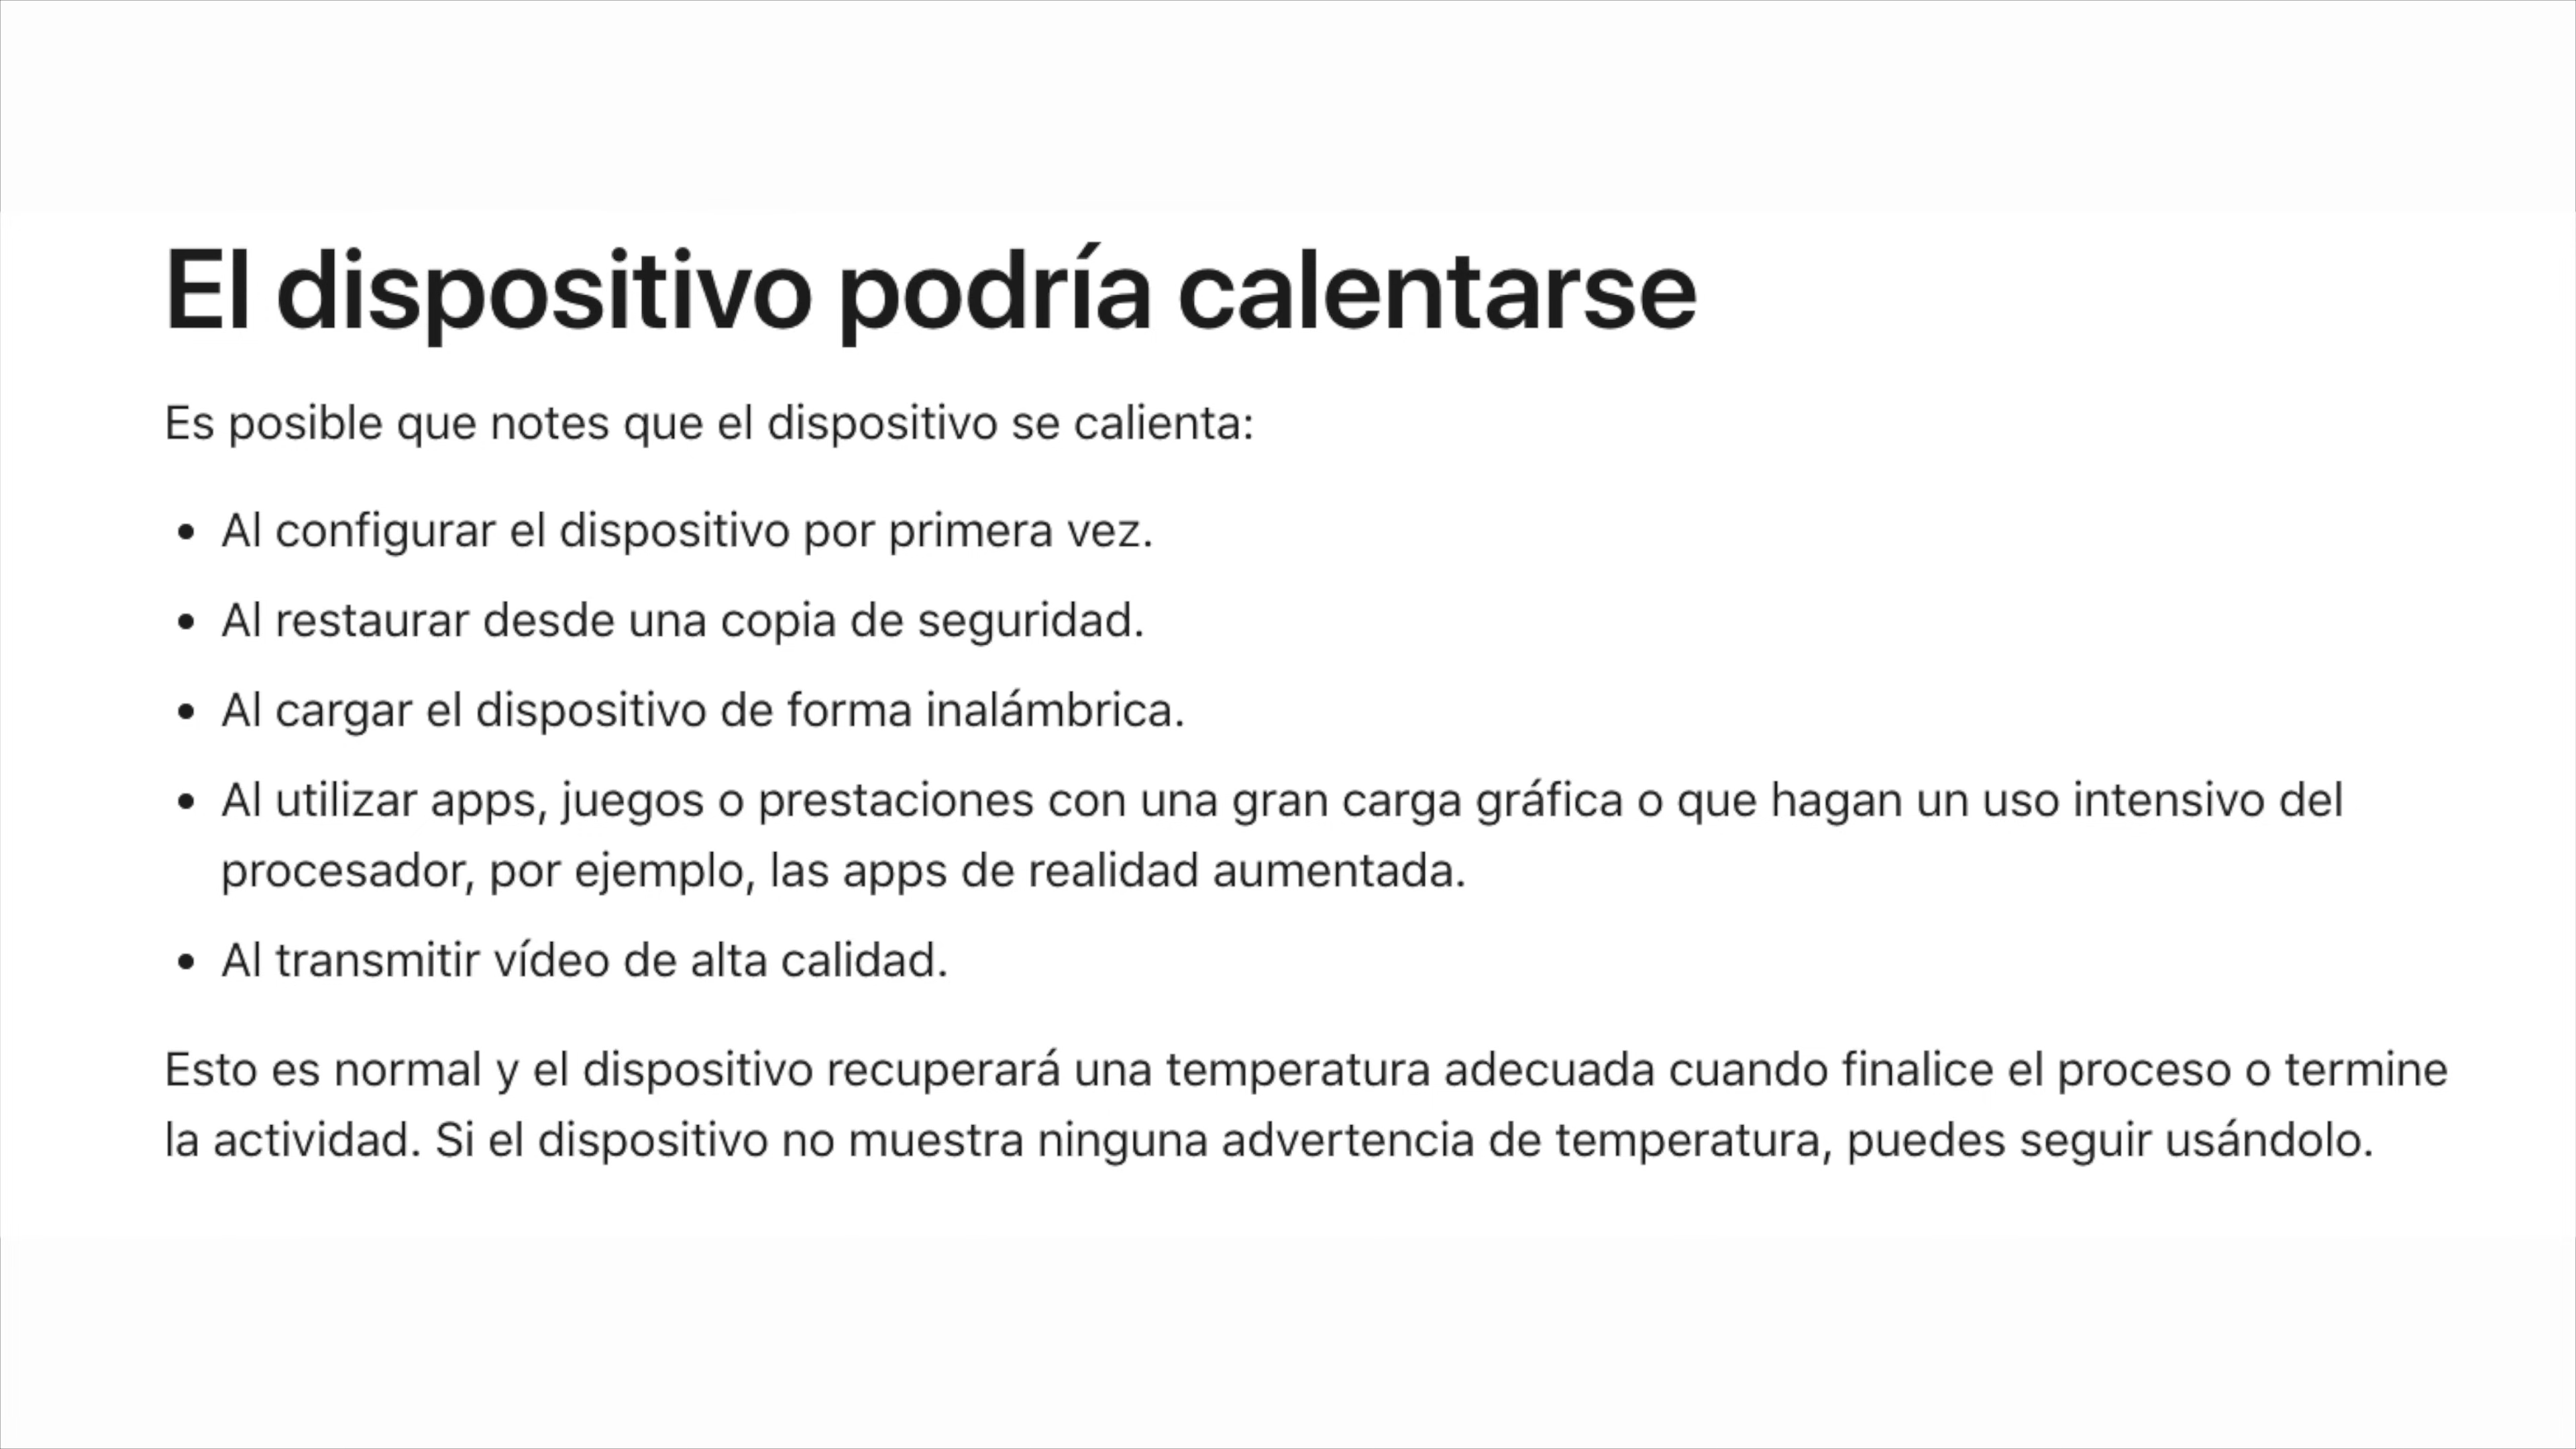 El dispositivo podría calentarse
Es posible que notes que el dispositivo se calienta:
• Al configurar el dispositivo por primera vez.
• Al restaurar desde una copia de seguridad.
• Al cargar el dispositivo de forma inalámbrica.
• Al utilizar apps, juegos o prestaciones con una gran carga gráfica o que hagan un uso intensivo del
procesador, por ejemplo, las apps de realidad aumentada.
• Al transmitir vídeo de alta calidad.
Esto es normal y el dispositivo recuperará una temperatura adecuada cuando finalice el proceso o termine
la actividad. Si el dispositivo no muestra ninguna advertencia de temperatura, puedes seguir usándolo.